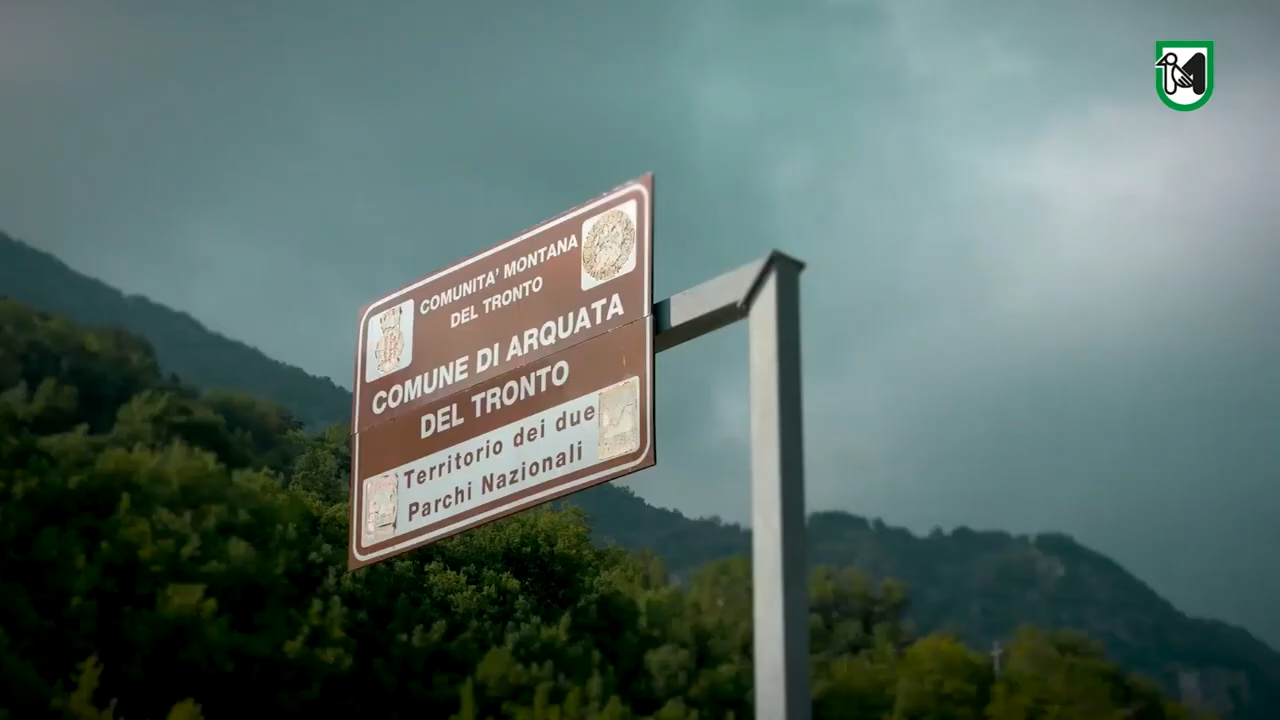 COMUNITA' MONTANA
DEL TRONTO
COMUNE DI ARQUATA
DEL TRONTO
Territorio dei due
Parchi Nazionali